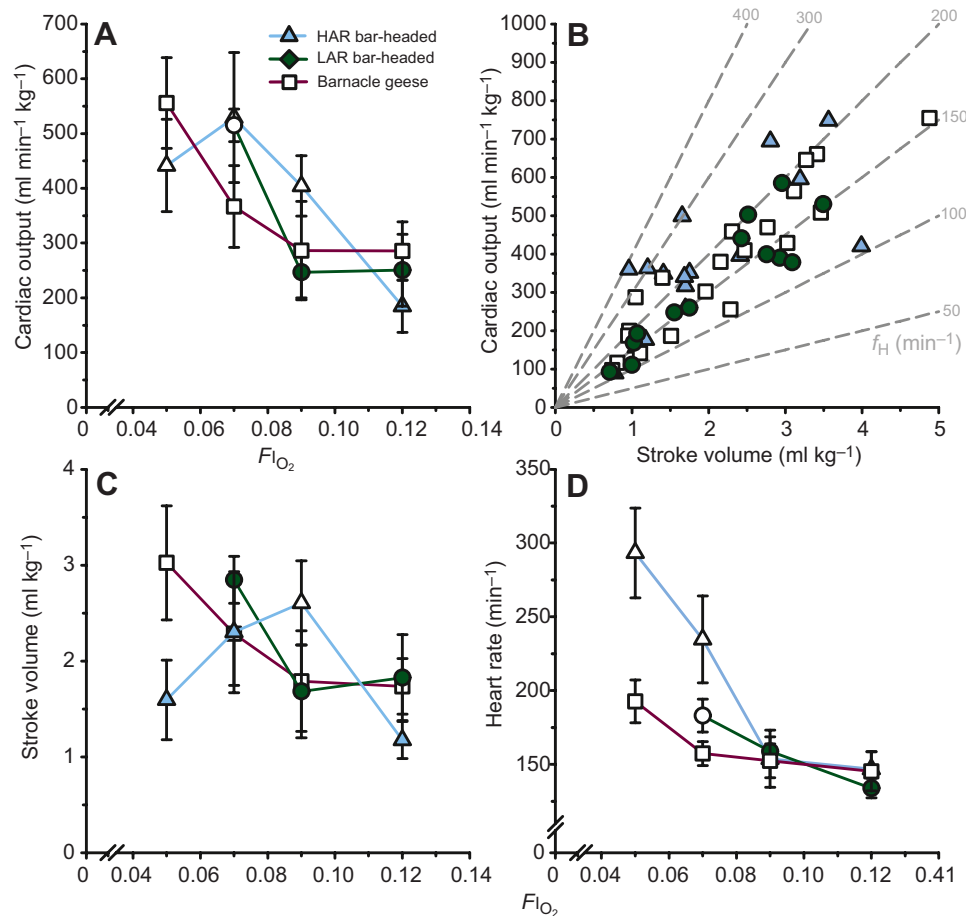 A
Cardiac output (ml min–1 kg–1)
700
600
500
400
300
200
100
0
HAR bar-headed
LAR bar-headed
Barnacle geese
0 0.04 0.06 0.08 0.10 0.12 0.14
FIO2
B
Cardiac output (ml min–1 kg–1)
1000
900
800
700
600
500
400
300
200
100
0
400
300
200
150
100
50
fH (min–1)
0 1 2 3 4 5
Stroke volume (ml kg–1)
C
Stroke volume (ml kg–1)
4
3
2
1
0
0 0.04 0.06 0.08 0.10 0.12 0.14
D
Heart rate (min–1)
350
300
250
200
150
0
0 0.04 0.06 0.08 0.10 0.12 0.41
FIO2